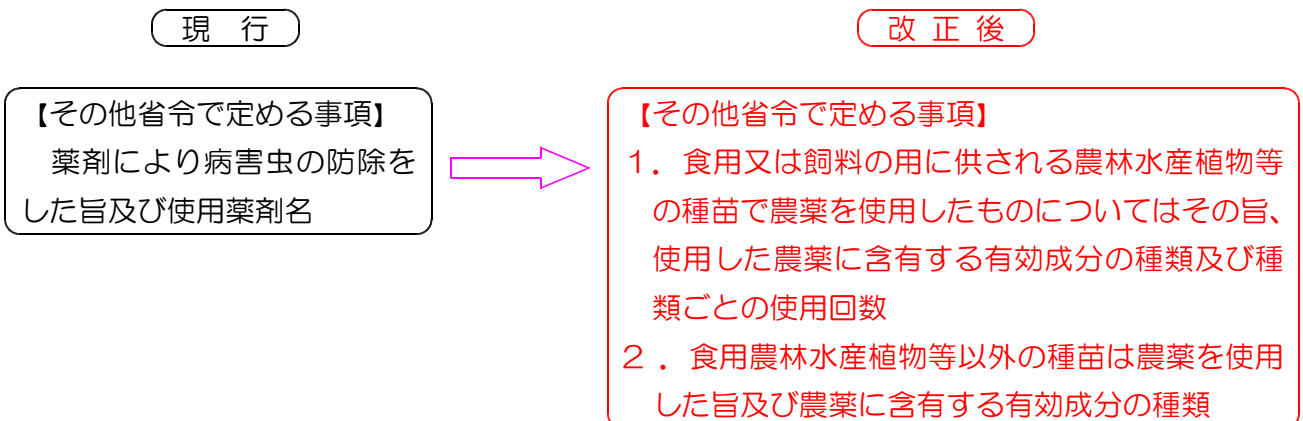 現 行
【その他省令で定める事項】
薬剤により病害虫の防除を
した旨及び使用薬剤名
改 正 後
【その他省令で定める事項】
１．食用又は飼料の用に供される農林水産植物等
の種苗で農薬を使用したものについてはその旨、
使用した農薬に含有する有効成分の種類及び種
類ごとの使用回数
２．食用農林水産植物等以外の種苗は農薬を使用
した旨及び農薬に含有する有効成分の種類